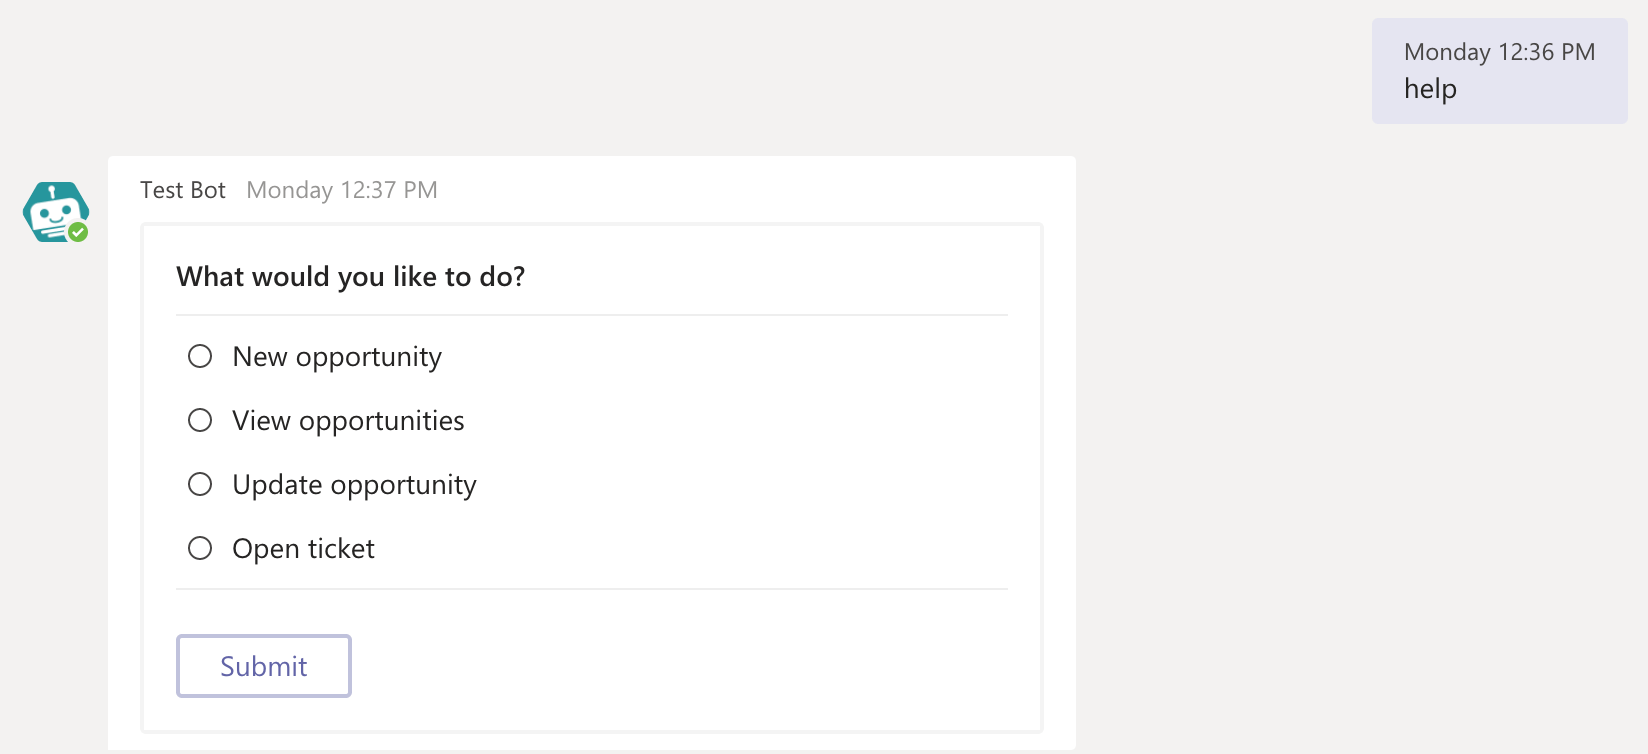 Monday 12:36 PM
help
Test Bot Monday 12:37 PM
What would you like to do?
New opportunity
View opportunities
Update opportunity
Open ticket
Submit